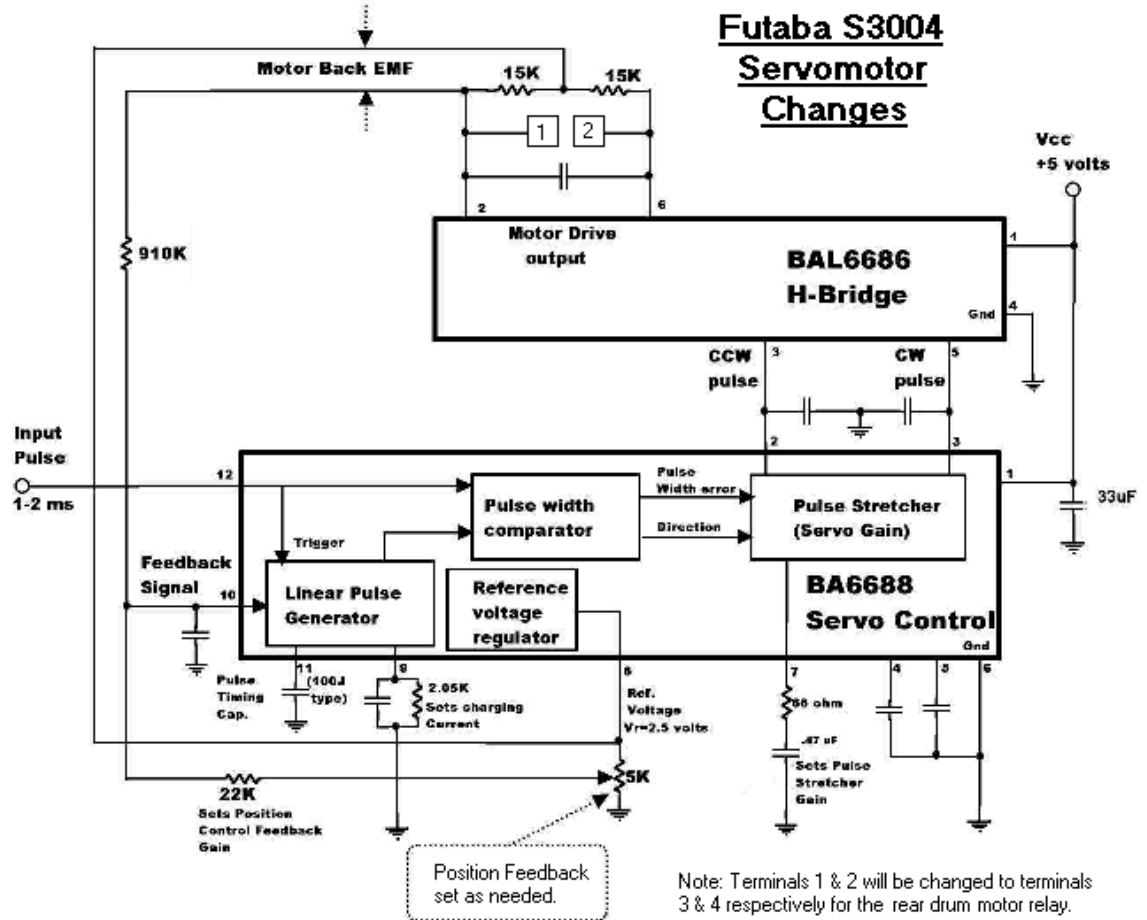 Futaba S3004
Servomotor
Changes
Motor Back EMF
15K
15K
1
2
Vcc
+5 volts
2
6
Motor Drive
output
BAL6686
H-Bridge
1
4
Gnd
910K
CCW
pulse
3
CW
pulse
5
Input
Pulse
1-2 ms
12
2
3
1
33uF
Pulse
Width error
Pulse width
comparator
Pulse Stretcher
(Servo Gain)
Direction
Trigger
Feedback
Signal
10
Linear Pulse
Generator
Reference
voltage
regulator
BA6688
Servo Control
Gnd
11
9
7
4
6
Pulse
Timing
Cap.
(100J
type)
2.05K
Sets charging
Current
Ref.
Voltage
Vr=2.5 volts
.47 uF
Sets Pulse
Stretcher
Gain
5K
22K
Sets Position
Control Feedback
Gain
Position Feedback
set as needed.
Note: Terminals 1 & 2 will be changed to terminals
3 & 4 respectively for the rear drum motor relay.